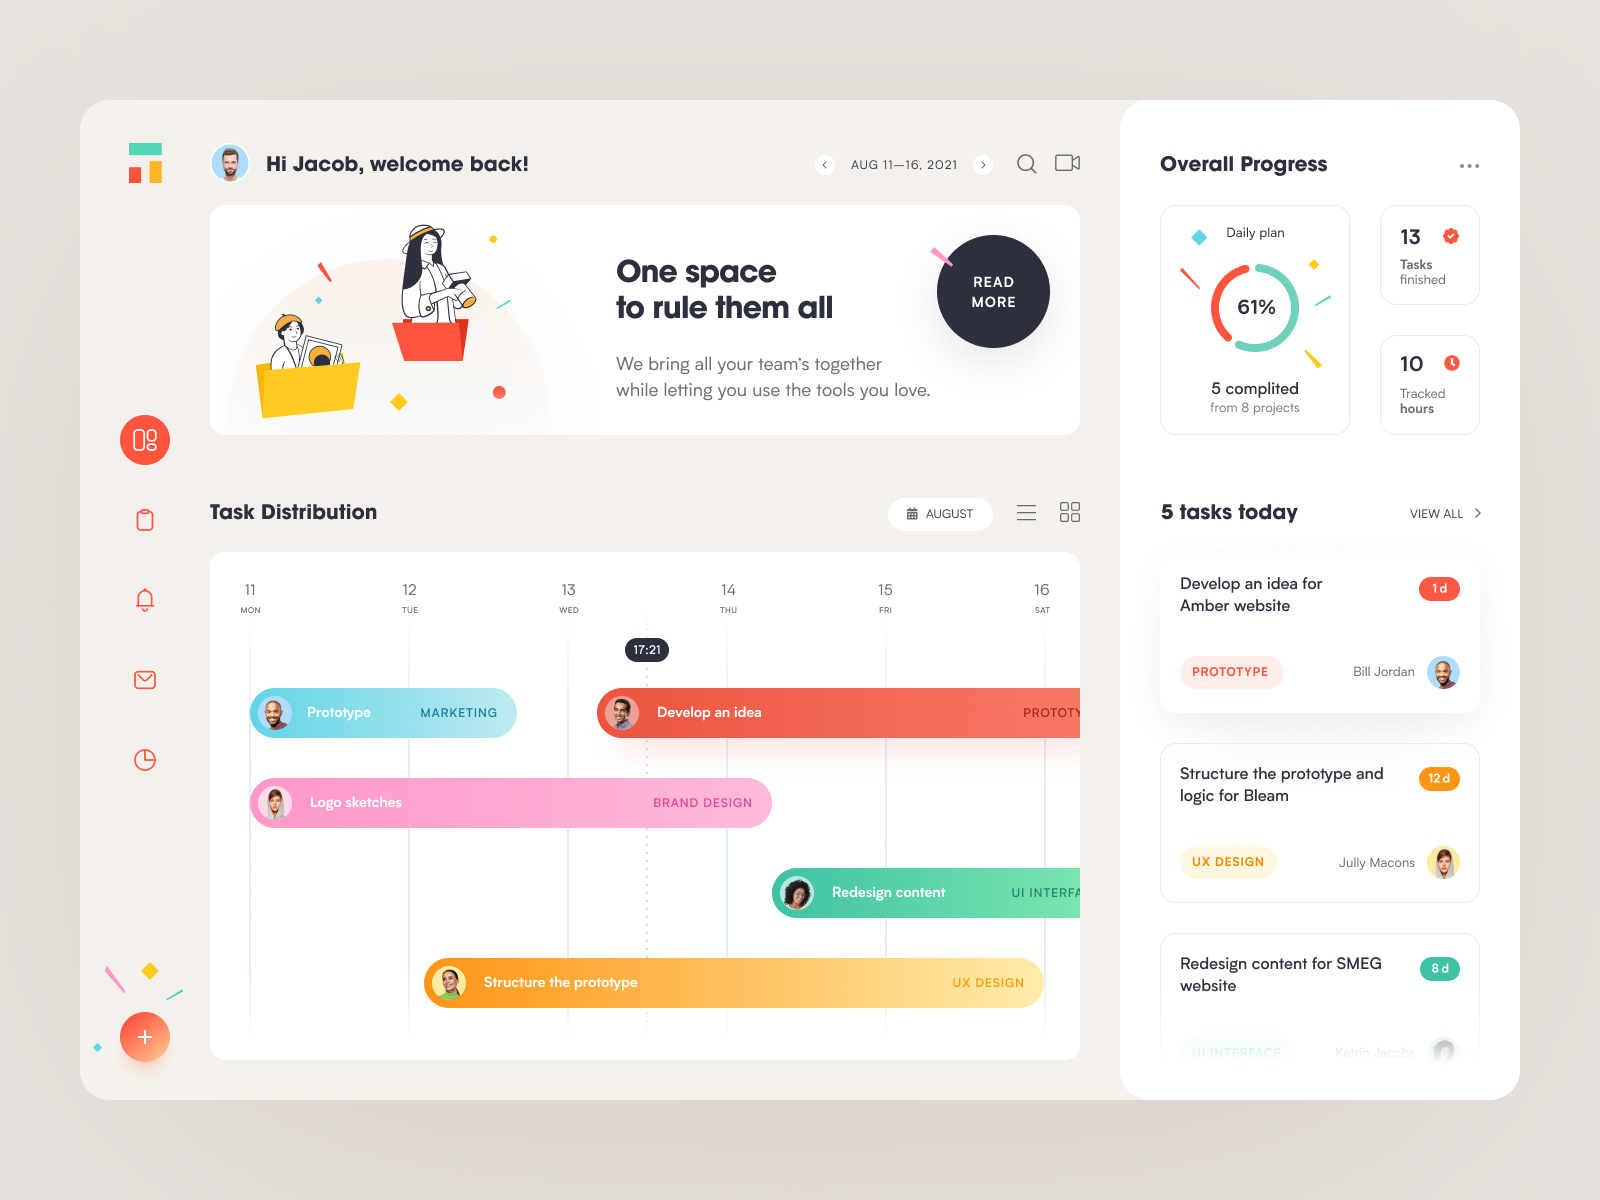 Hi Jacob, welcome back!
AUG 11—16, 2021
One space
to rule them all
We bring all your team's together
while letting you use the tools you love.
READ
MORE
Task Distribution
AUGUST
11
MON
12
TUE
13
WED
14
THU
15
FRI
16
SAT
17:21
Prototype
MARKETING
Develop an idea
PROTOTY
Logo sketches
BRAND DESIGN
Redesign content
UI INTERFA
Structure the prototype
UX DESIGN
Overall Progress
Daily plan
61%
5 complited
from 8 projects
13
Tasks
finished
10
Tracked
hours
5 tasks today
VIEW ALL
Develop an idea for
Amber website
1 d
PROTOTYPE
Bill Jordan
Structure the prototype and
logic for Bleam
12 d
UX DESIGN
Jully Macons
Redesign content for SMEG
website
8 d
UI INTERFACE
Ketrin Jacobs